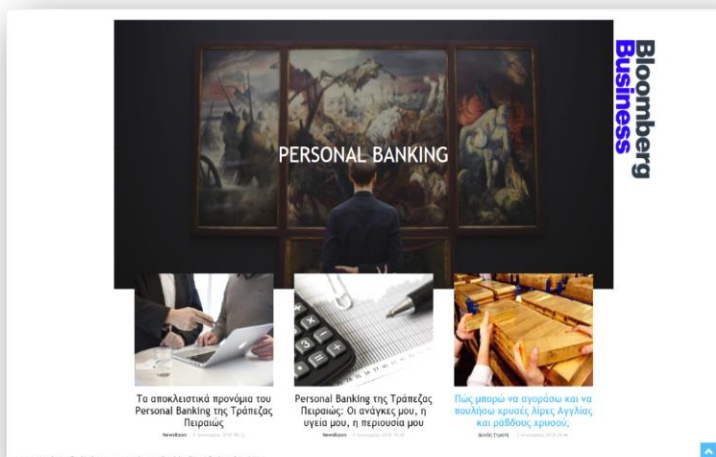 Bloomberg
Business
PERSONAL BANKING
Τα αποκλειστικά προνόμια του
Personal Banking της Τράπεζας
Πειραιώς
NewsRoom
Personal Banking της Τράπεζας
Πειραιώς: Οι ανάγκες μου, η
υγεία μου, η περιουσία μου
NewsRoom
Πώς μπορώ να αγοράσω και να
πουλήσω χρυσές λίρες Αγγλίας
και ράβδους χρυσού;